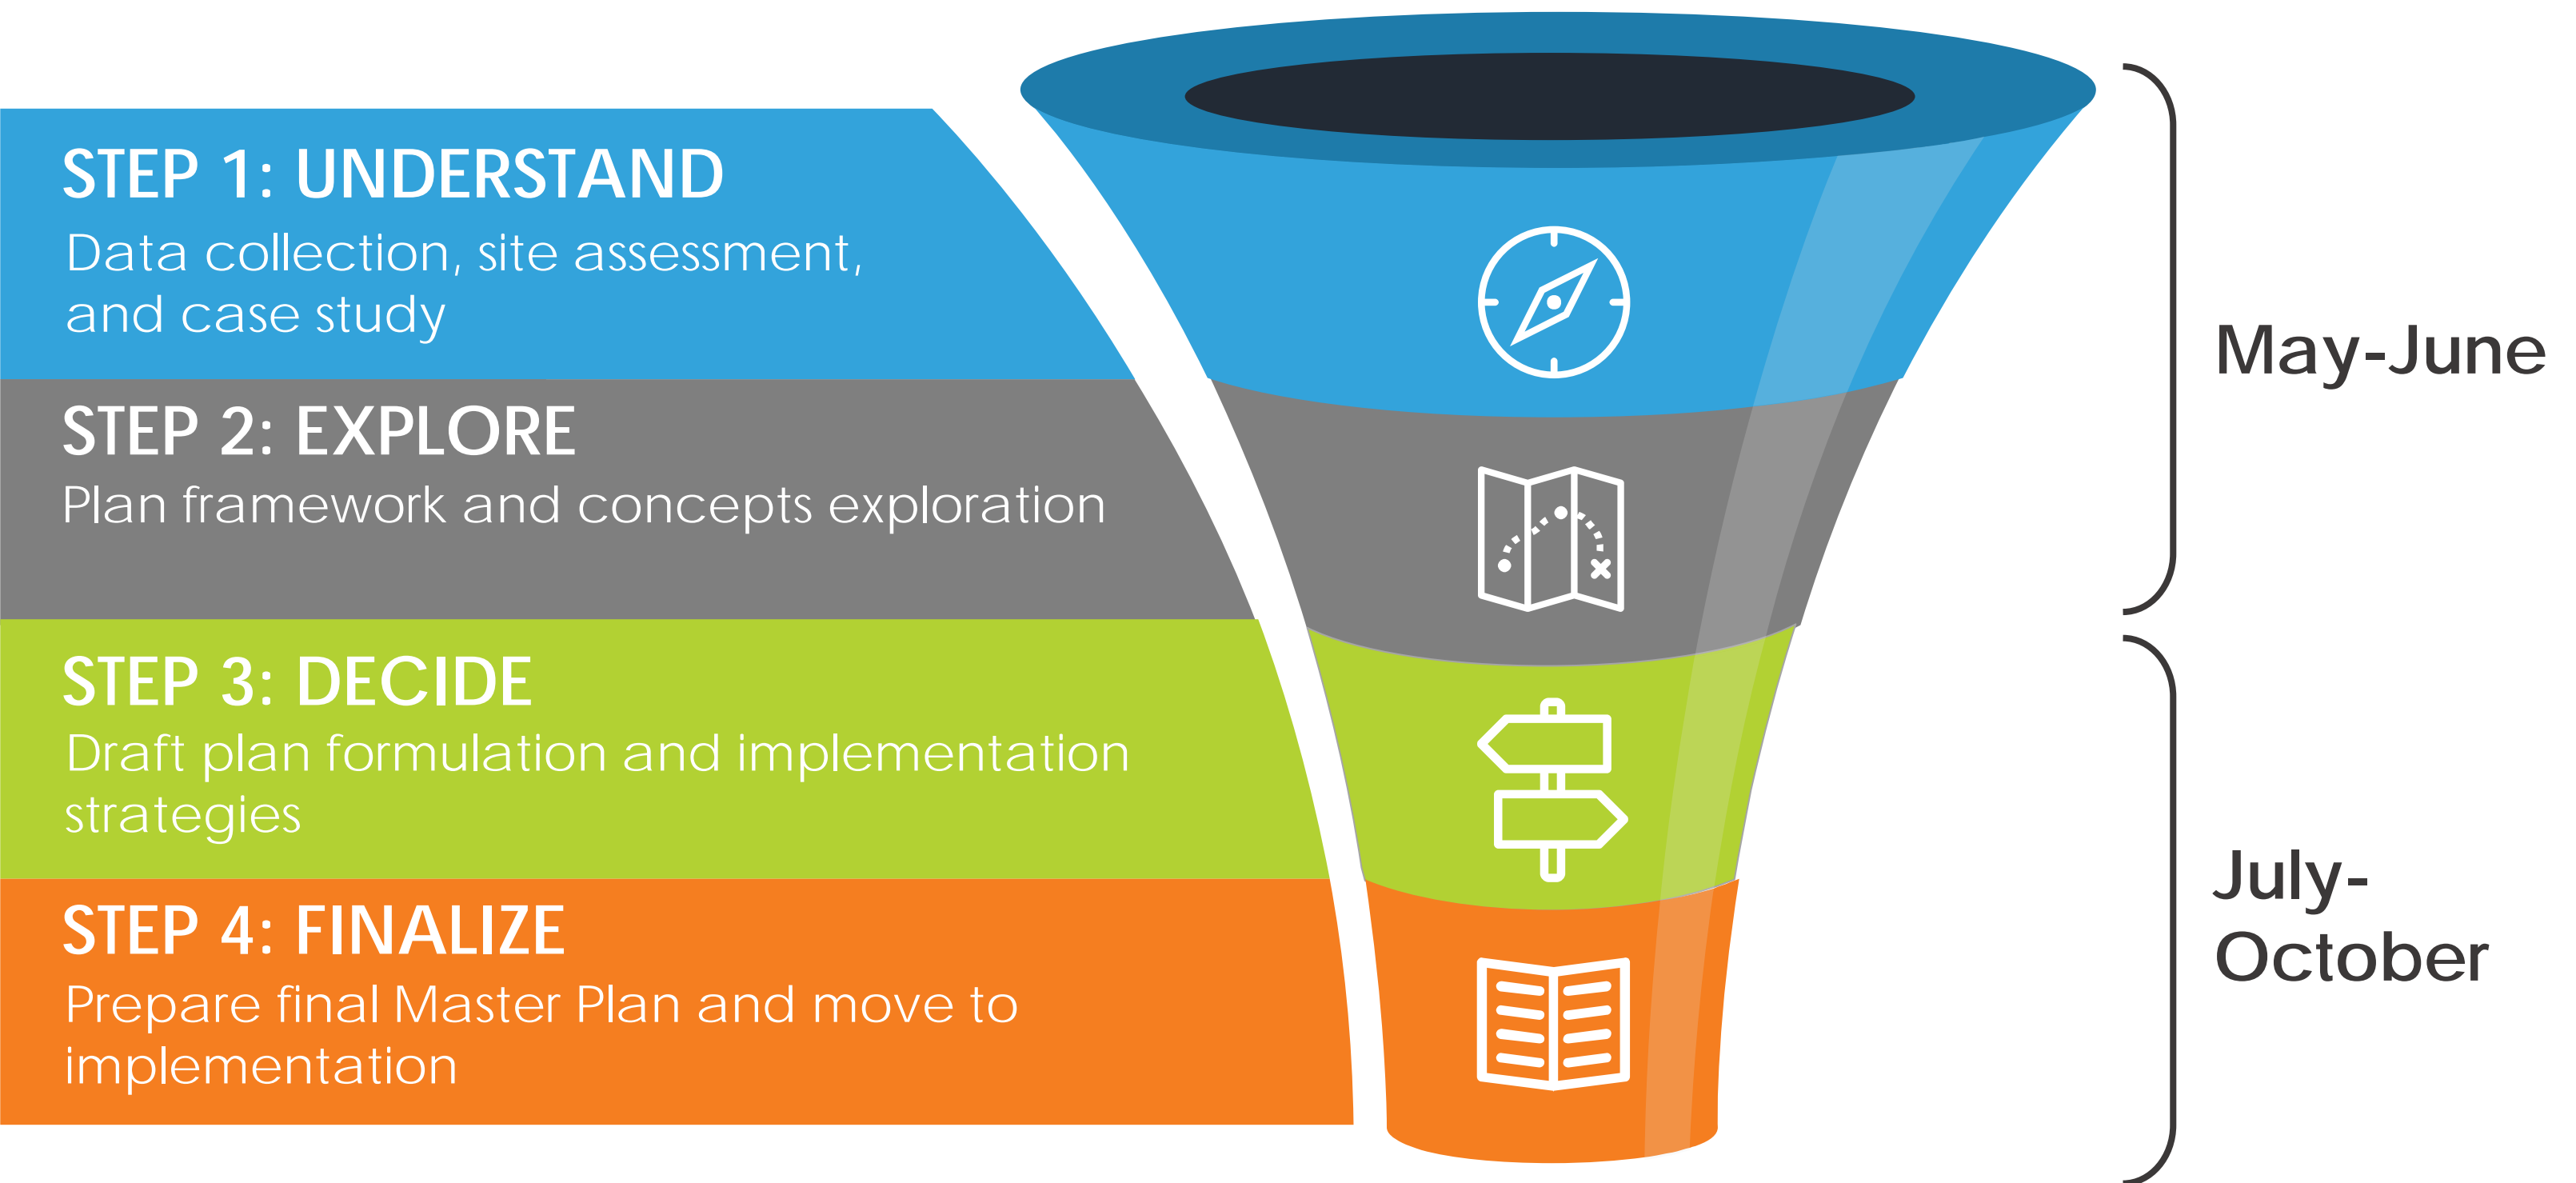 STEP 1: UNDERSTAND
Data collection, site assessment,
and case study
STEP 2: EXPLORE
Plan framework and concepts exploration
STEP 3: DECIDE
Draft plan formulation and implementation
strategies
STEP 4: FINALIZE
Prepare final Master Plan and move to
implementation
May-June
July-
October